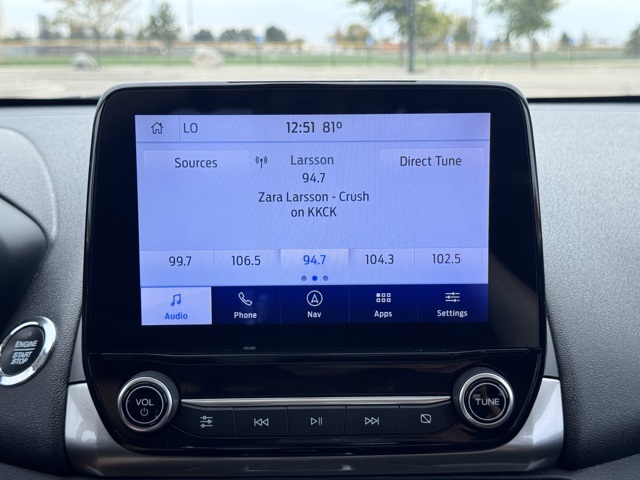 LO 12:51 81°
Sources Larsson Direct Tune
94.7
Zara Larsson - Crush
on KKCK
99.7 106.5 94.7 104.3 102.5
Audio Phone Nav Apps Settings
ENGINE
START
STOP
VOL
TUNE